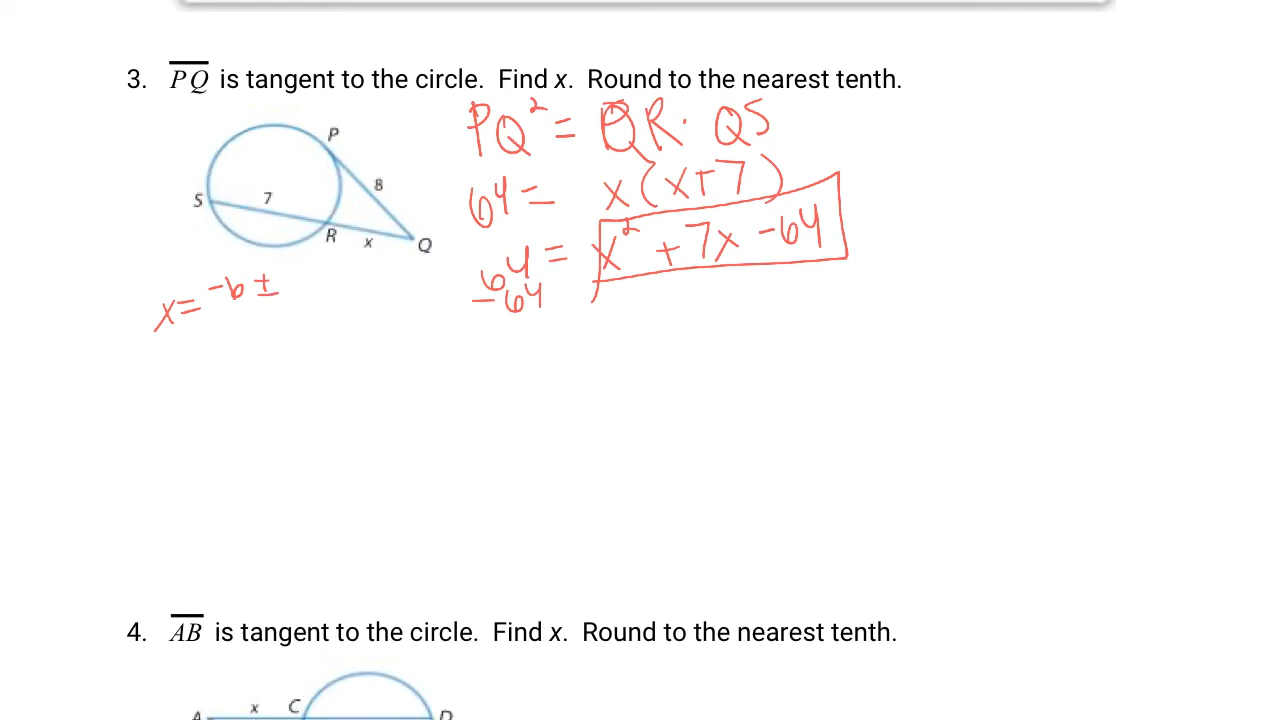 3. PQ is tangent to the circle. Find x. Round to the nearest tenth.
PQ² = QR · QS
P
8
S
7
64 = x(x+7)
R
x
Q
64 = x² + 7x - 64
-64
x = -b ±
4. AB is tangent to the circle. Find x. Round to the nearest tenth.
x
C
A
D